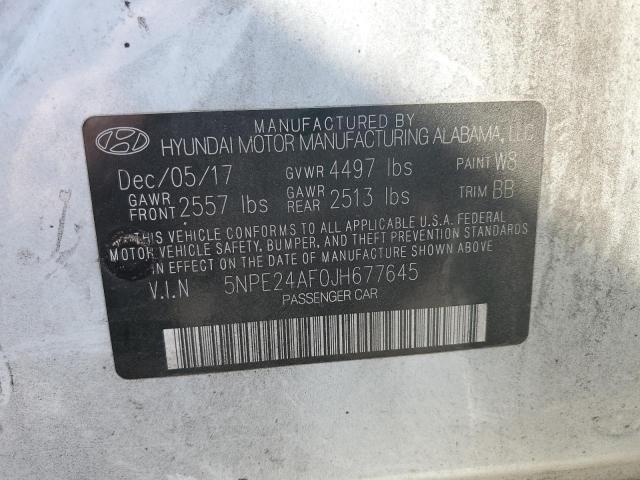 MANUFACTURED BY
HYUNDAI MOTOR MANUFACTURING ALABAMA, LLC
Dec/05/17 GVWR 4497 lbs PAINT W8
GAWR FRONT 2557 lbs GAWR REAR 2513 lbs TRIM BB
THIS VEHICLE CONFORMS TO ALL APPLICABLE U.S.A. FEDERAL
MOTOR VEHICLE SAFETY, BUMPER, AND THEFT PREVENTION STANDARDS
IN EFFECT ON THE DATE OF MANUFACTURE SHOWN ABOVE.
V.I.N 5NPE24AF0JH677645
PASSENGER CAR